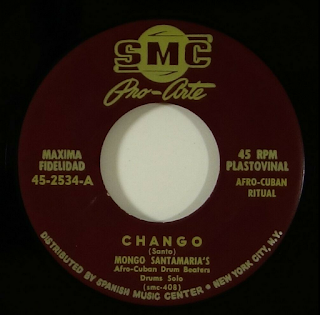 SMC
Pro-Arte
MAXIMA
FIDELIDAD
45-2534-A
45 RPM
PLASTOVINAL
AFRO-CUBAN
RITUAL
CHANGO
(Santo)
MONGO SANTAMARIA'S
Afro-Cuban Drum Beaters
Drums Solo
(smc-408)
DISTRIBUTED BY SPANISH MUSIC CENTER • NEW YORK CITY, N.Y.